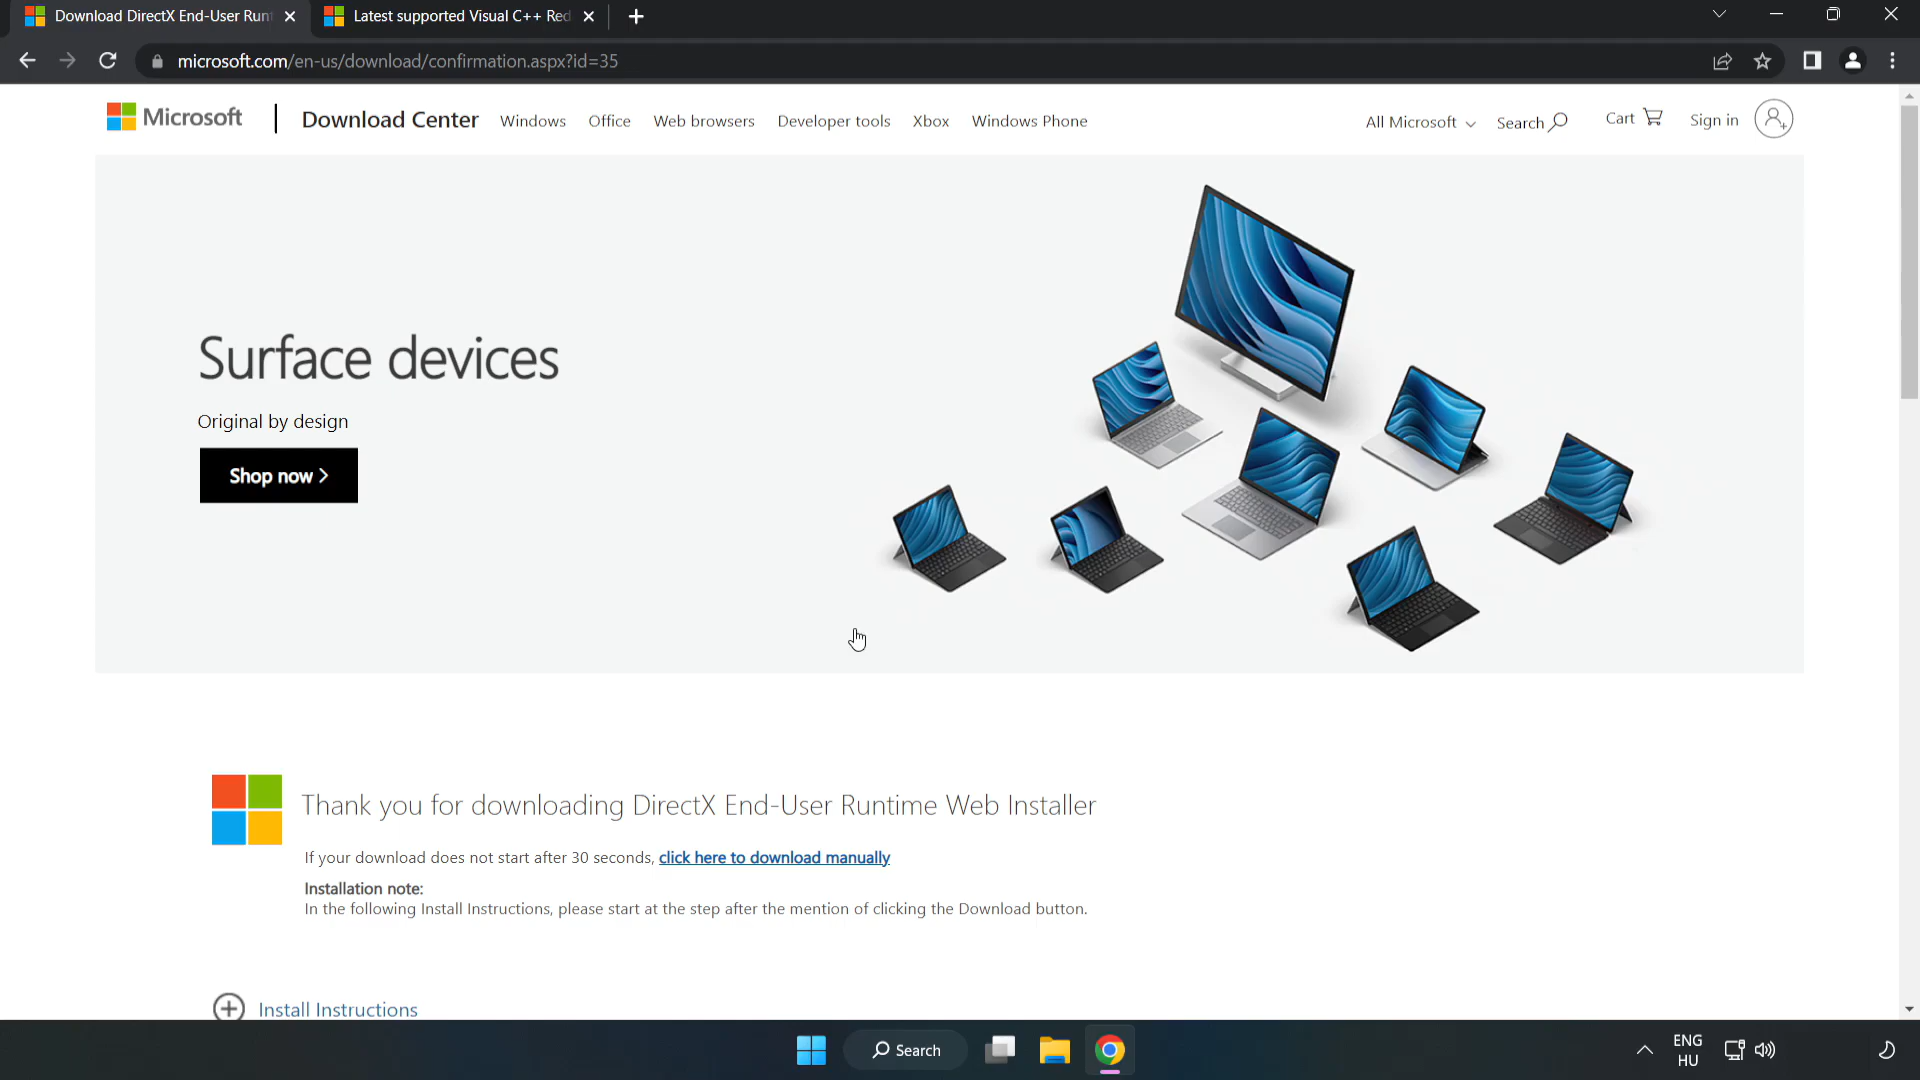 Download DirectX End-User Runt
Latest supported Visual C++ Red
microsoft.com/en-us/download/confirmation.aspx?id=35
Microsoft
Download Center
Windows
Office
Web browsers
Developer tools
Xbox
Windows Phone
All Microsoft
Search
Cart
Sign in
Surface devices
Original by design
Shop now
Thank you for downloading DirectX End-User Runtime Web Installer
If your download does not start after 30 seconds, click here to download manually
Installation note:
In the following Install Instructions, please start at the step after the mention of clicking the Download button.
Install Instructions
Search
ENG
HU